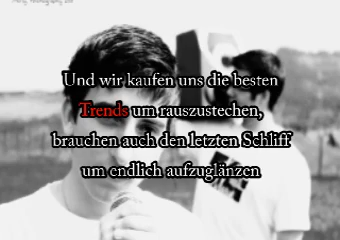 Und wir kaufen uns die besten
Trends um rauszustechen,
brauchen auch den letzten Schliff
um endlich aufzuglänzen